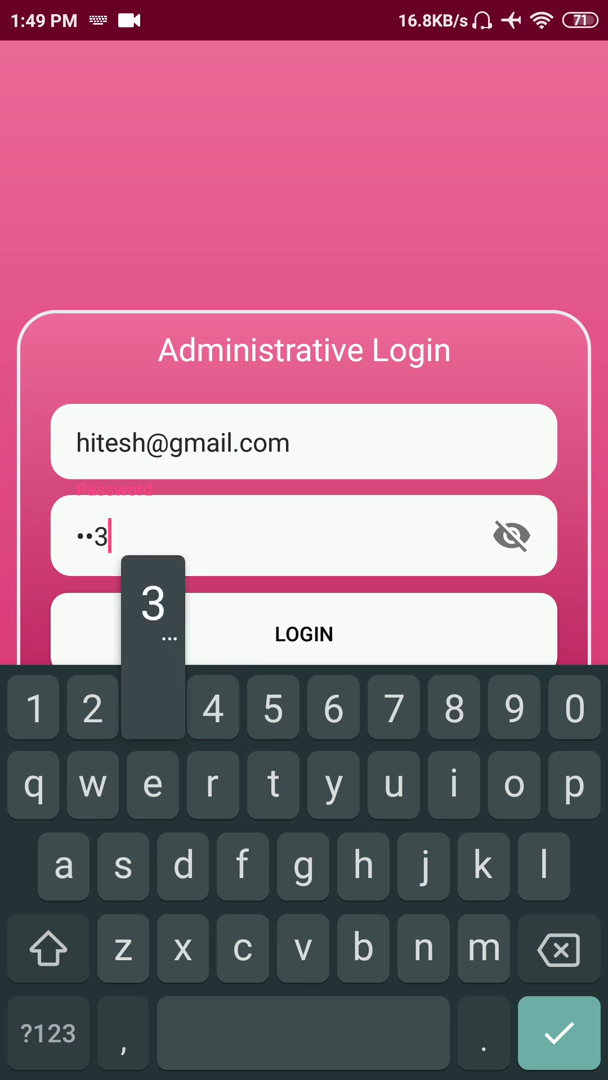 1:49 PM 16.8KB/s 71
Administrative Login
hitesh@gmail.com
Password
••3
3
...
LOGIN
1 2 4 5 6 7 8 9 0
q w e r t y u i o p
a s d f g h j k l
z x c v b n m
?123 , .